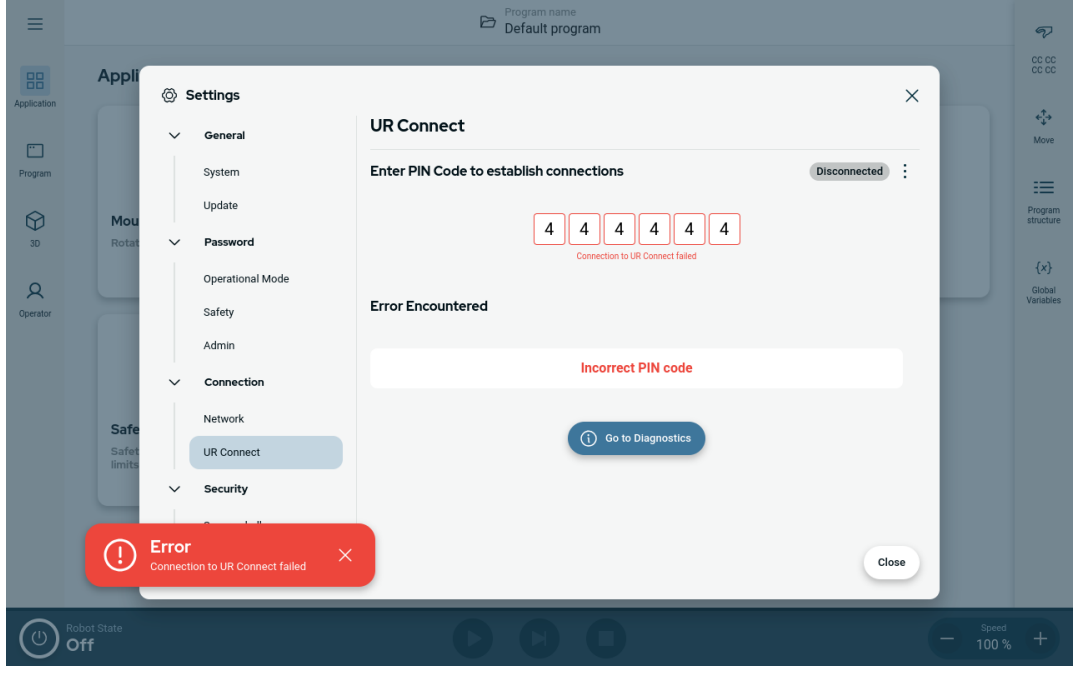 Program name
Default program
Application
Program
3D
Operator
Appli
Mou
Rotat
Safe
Safet
limits
Settings
General
System
Update
Password
Operational Mode
Safety
Admin
Connection
Network
UR Connect
Security
UR Connect
Enter PIN Code to establish connections
Disconnected
4 4 4 4 4 4
Connection to UR Connect failed
Error Encountered
Incorrect PIN code
Go to Diagnostics
Close
Error
Connection to UR Connect failed
CC CC
CC CC
Move
Program
structure
{x}
Global
Variables
Robot State
Off
Speed
100 %